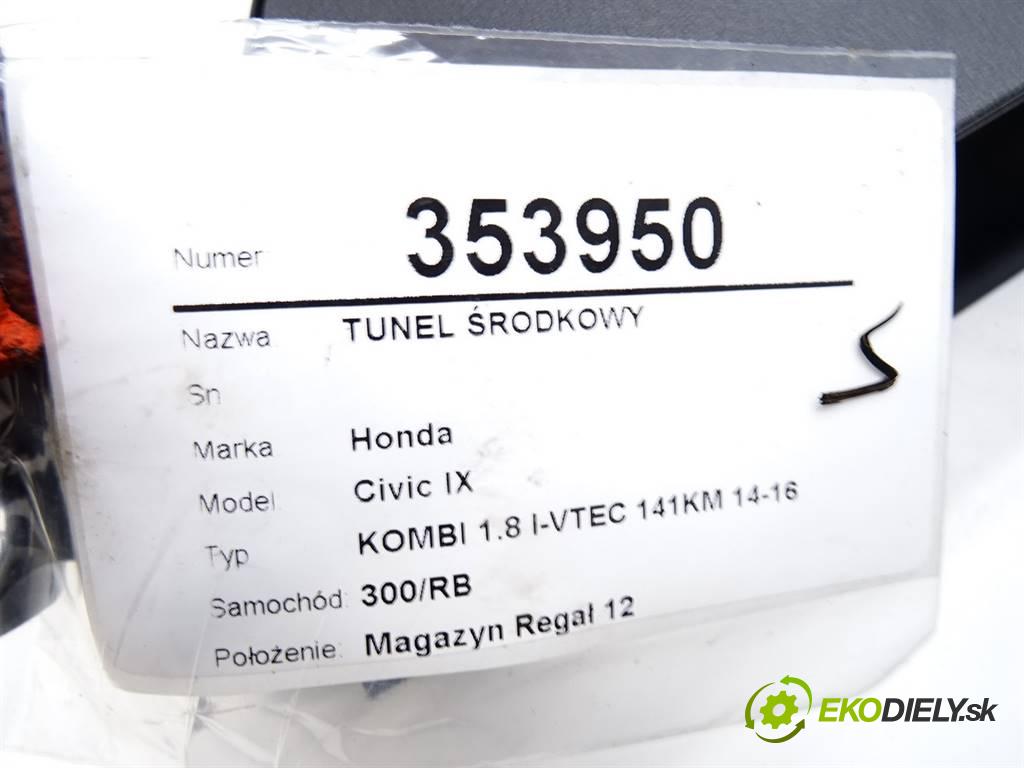 Numer 353950
Nazwa TUNEL ŚRODKOWY
Sn
Marka Honda
Model Civic IX
Typ KOMBI 1.8 I-VTEC 141KM 14-16
Samochód: 300/RB
Położenie: Magazyn Regał 12
EKODIELY.sk